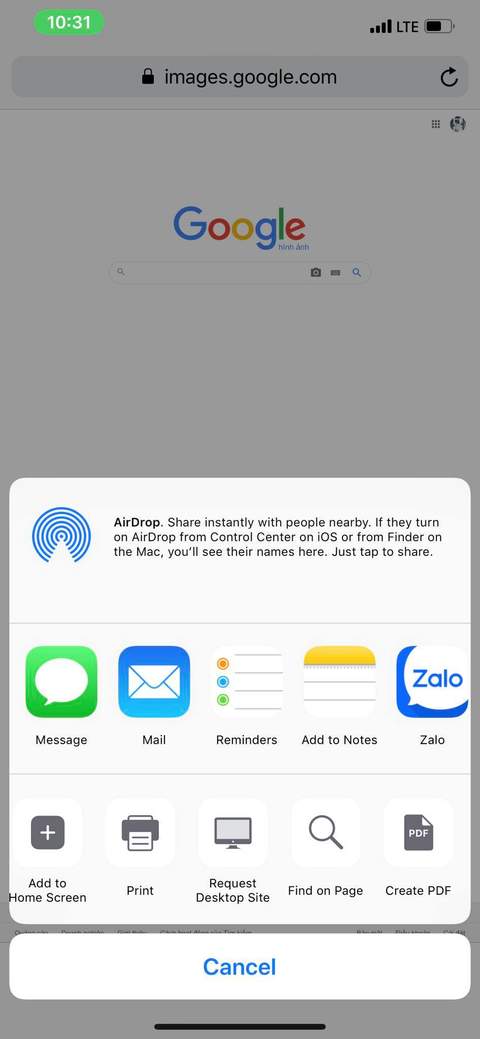 10:31
LTE
images.google.com
Google
hình ảnh
AirDrop. Share instantly with people nearby. If they turn
on AirDrop from Control Center on iOS or from Finder on
the Mac, you’ll see their names here. Just tap to share.
Zalo
Message
Mail
Reminders
Add to Notes
Zalo
PDF
Add to
Home Screen
Print
Request
Desktop Site
Find on Page
Create PDF
Cancel